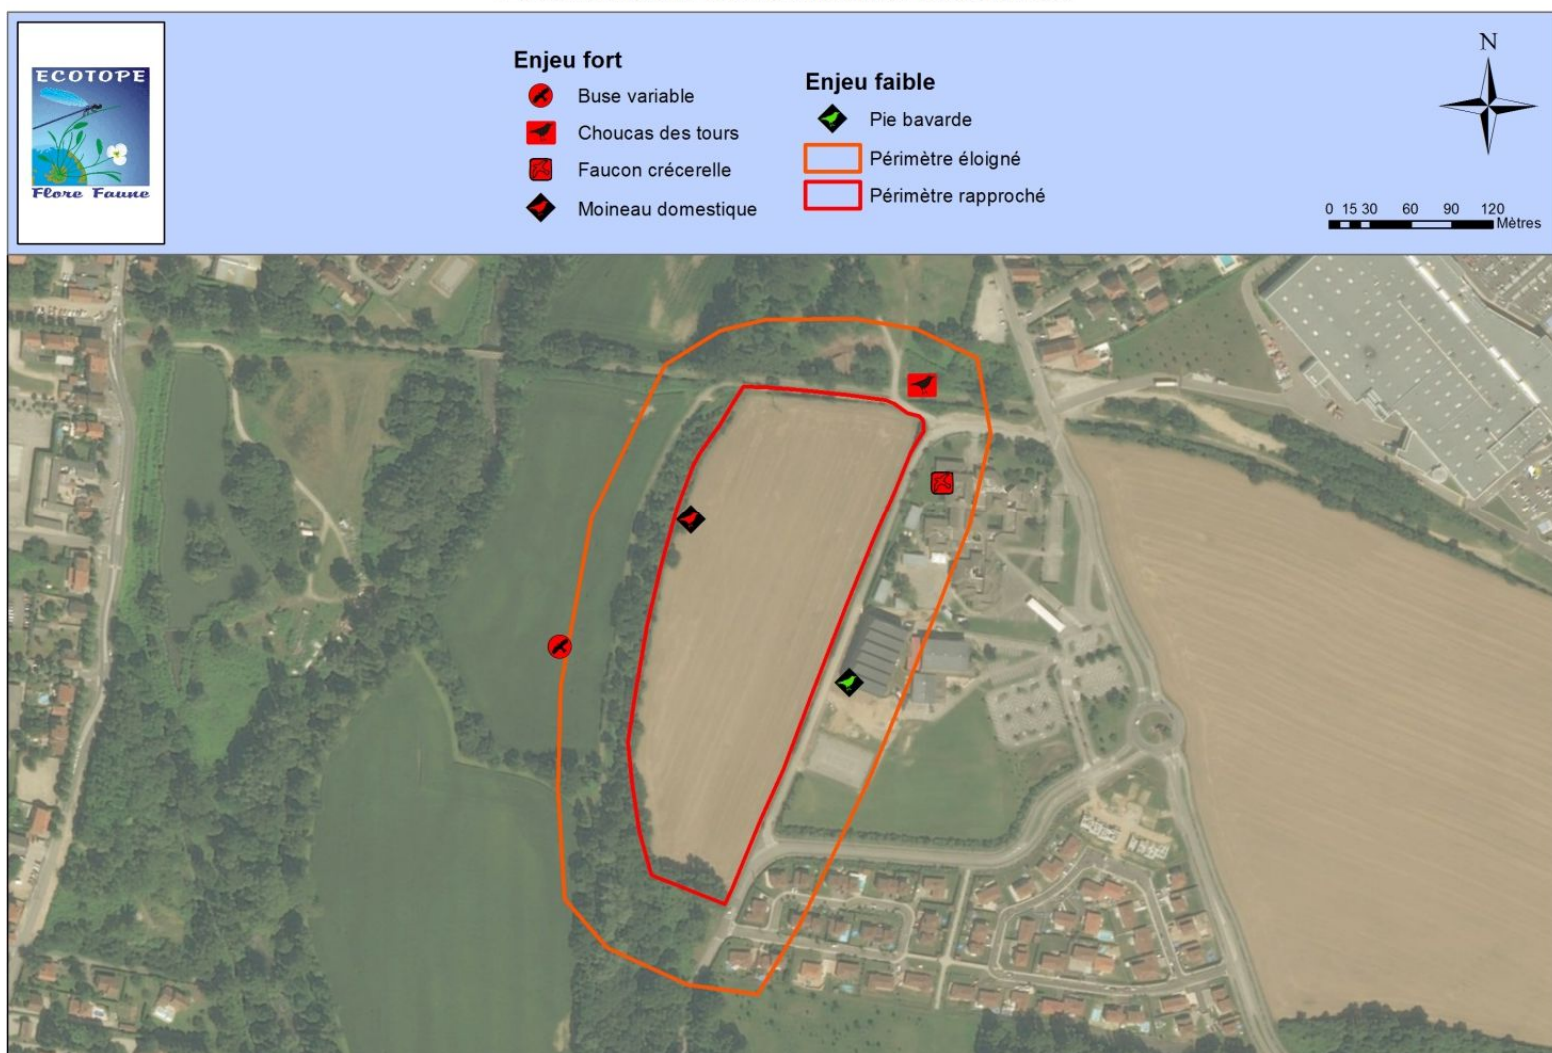 ECOTOPE
Flore Faune
Enjeu fort
Buse variable
Choucas des tours
Faucon crécerelle
Moineau domestique
Enjeu faible
Pie bavarde
Périmètre éloigné
Périmètre rapproché
N
0 15 30 60 90 120
Mètres